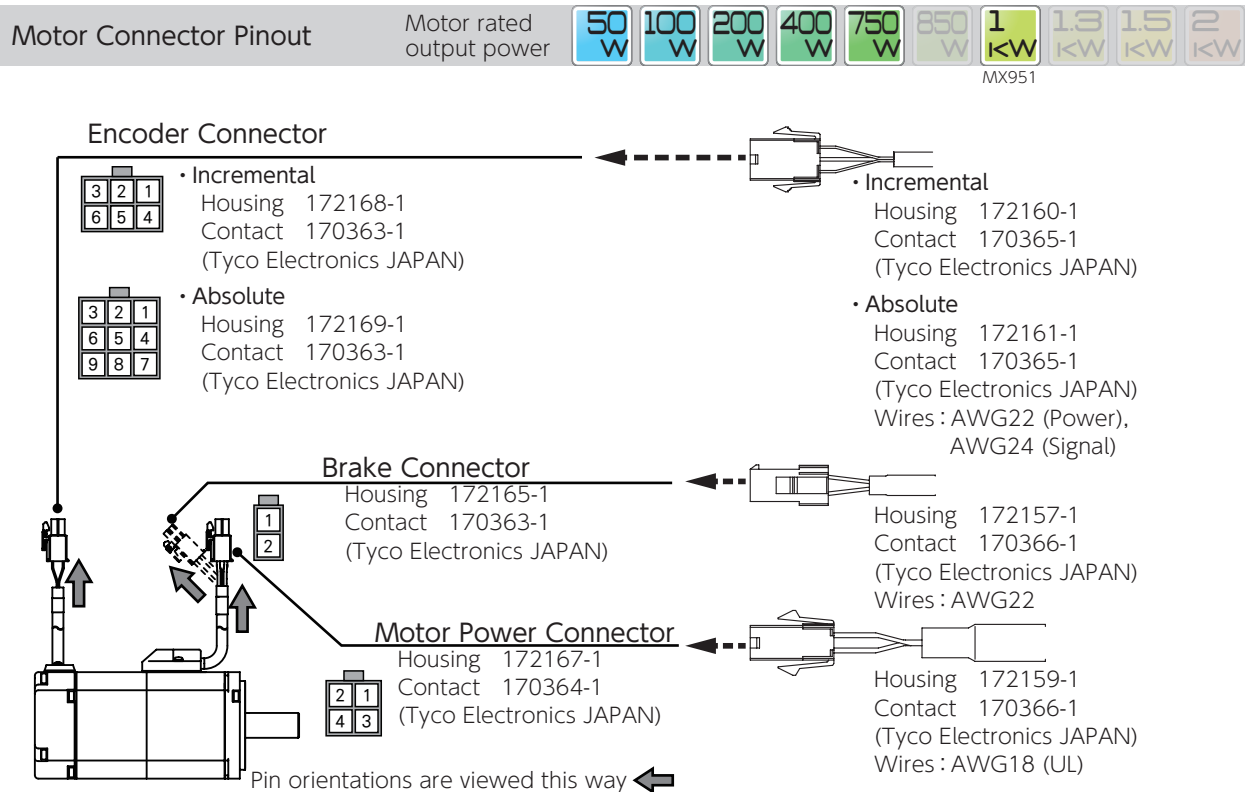 Motor Connector Pinout
Motor rated
output power
50 W
100 W
200 W
400 W
750 W
850 W
1 kW
1.3 kW
1.5 kW
2 kW
MX951
Encoder Connector
3 2 1
6 5 4
・Incremental
Housing 172168-1
Contact 170363-1
(Tyco Electronics JAPAN)
3 2 1
6 5 4
9 8 7
・Absolute
Housing 172169-1
Contact 170363-1
(Tyco Electronics JAPAN)
・Incremental
Housing 172160-1
Contact 170365-1
(Tyco Electronics JAPAN)
・Absolute
Housing 172161-1
Contact 170365-1
(Tyco Electronics JAPAN)
Wires：AWG22 (Power),
AWG24 (Signal)
Brake Connector
1
2
Housing 172165-1
Contact 170363-1
(Tyco Electronics JAPAN)
Housing 172157-1
Contact 170366-1
(Tyco Electronics JAPAN)
Wires：AWG22
Motor Power Connector
2 1
4 3
Housing 172167-1
Contact 170364-1
(Tyco Electronics JAPAN)
Housing 172159-1
Contact 170366-1
(Tyco Electronics JAPAN)
Wires：AWG18 (UL)
Pin orientations are viewed this way